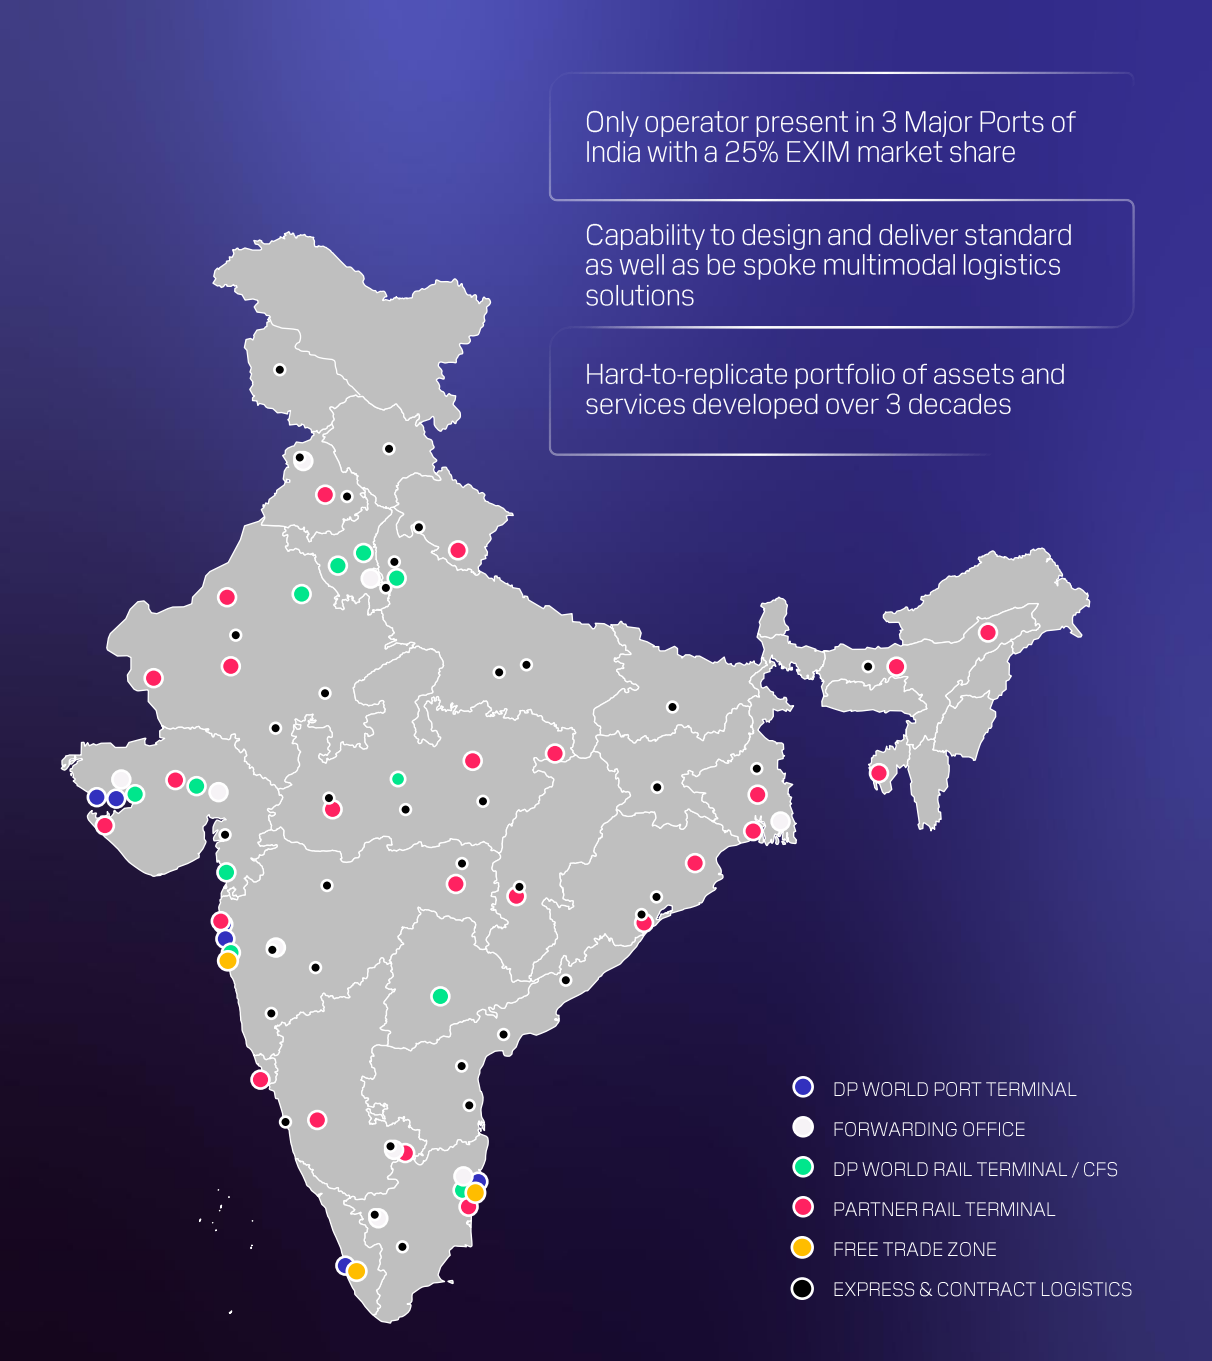 Only operator present in 3 Major Ports of
India with a 25% EXIM market share
Capability to design and deliver standard
as well as be spoke multimodal logistics
solutions
Hard-to-replicate portfolio of assets and
services developed over 3 decades
DP WORLD PORT TERMINAL
FORWARDING OFFICE
DP WORLD RAIL TERMINAL / CFS
PARTNER RAIL TERMINAL
FREE TRADE ZONE
EXPRESS & CONTRACT LOGISTICS